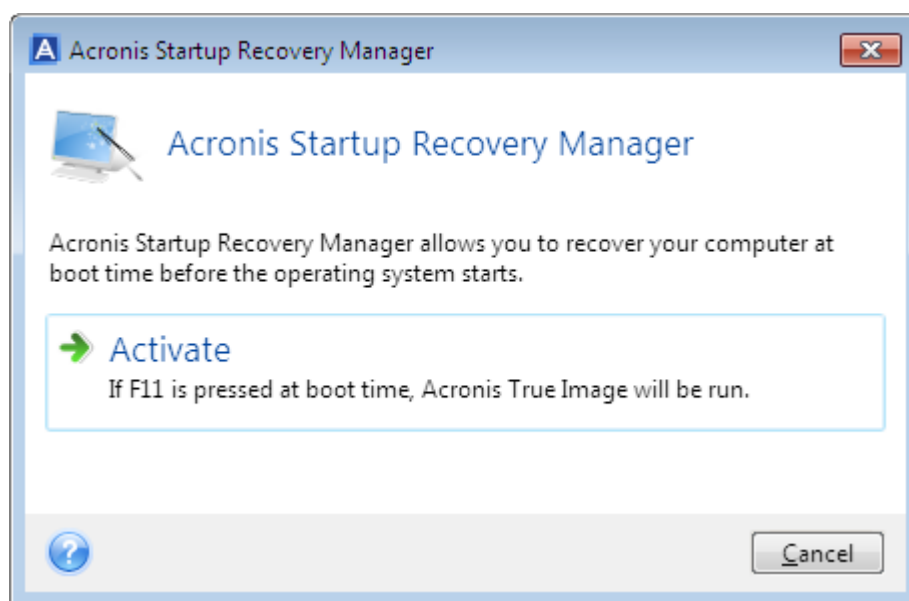 Acronis Startup Recovery Manager
Acronis Startup Recovery Manager
Acronis Startup Recovery Manager allows you to recover your computer at
boot time before the operating system starts.
Activate
If F11 is pressed at boot time, Acronis True Image will be run.
Cancel